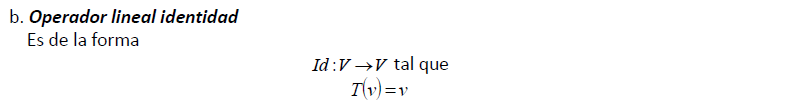 b. Operador lineal identidad
Es de la forma
Id : V → V tal que
T(v) = v